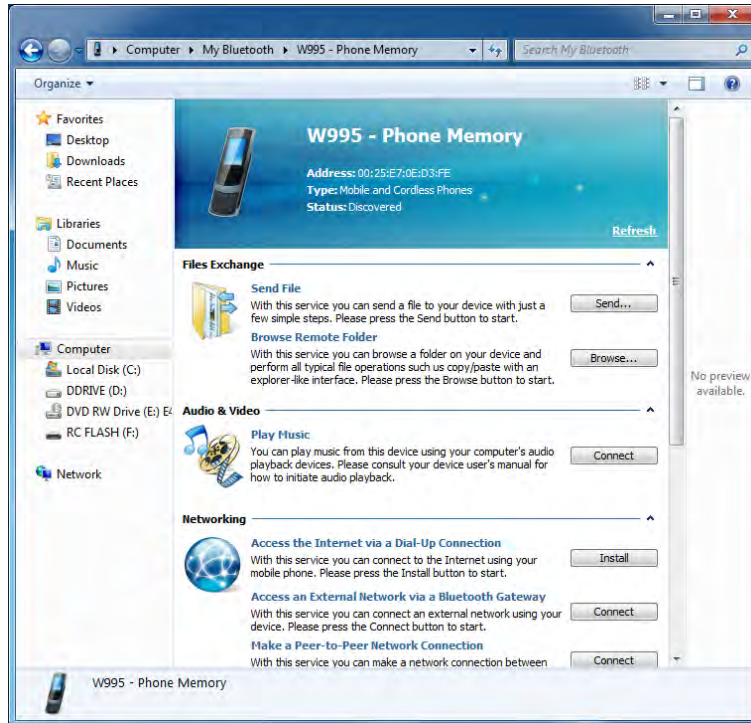 Computer ▸ My Bluetooth ▸ W995 - Phone Memory
Search My Bluetooth
Organize
Favorites
Desktop
Downloads
Recent Places
Libraries
Documents
Music
Pictures
Videos
Computer
Local Disk (C:)
DDRIVE (D:)
DVD RW Drive (E:) E4
RC FLASH (F:)
Network
W995 - Phone Memory
Address: 00:25:E7:0E:D3:FE
Type: Mobile and Cordless Phones
Status: Discovered
Refresh
Files Exchange
Send File
With this service you can send a file to your device with just a
few simple steps. Please press the Send button to start.
Send...
Browse Remote Folder
With this service you can browse a folder on your device and
perform all typical file operations such us copy/paste with an
explorer-like interface. Please press the Browse button to start.
Browse...
Audio & Video
Play Music
You can play music from this device using your computer's audio
playback devices. Please consult your device user's manual for
how to initiate audio playback.
Connect
Networking
Access the Internet via a Dial-Up Connection
With this service you can connect to the Internet using your
mobile phone. Please press the Install button to start.
Install
Access an External Network via a Bluetooth Gateway
With this service you can connect an external network using your
device. Please press the Connect button to start.
Connect
Make a Peer-to-Peer Network Connection
With this service you can make a network connection between
Connect
No preview
available.
W995 - Phone Memory